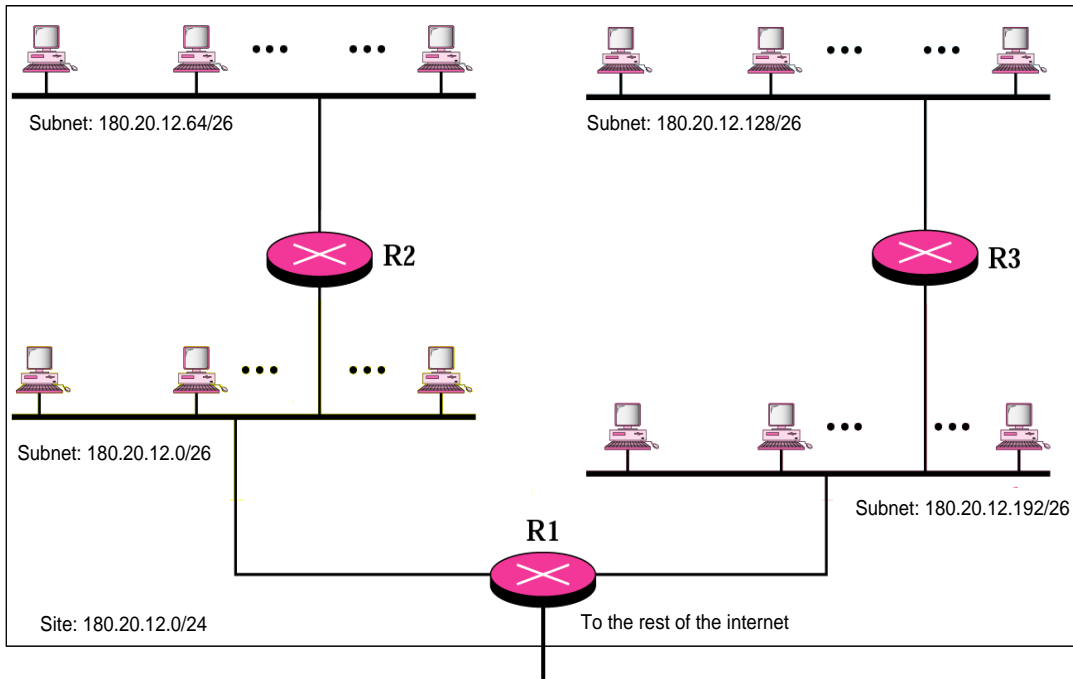 Subnet: 180.20.12.64/26
Subnet: 180.20.12.128/26
R2
R3
Subnet: 180.20.12.0/26
Subnet: 180.20.12.192/26
R1
Site: 180.20.12.0/24
To the rest of the internet